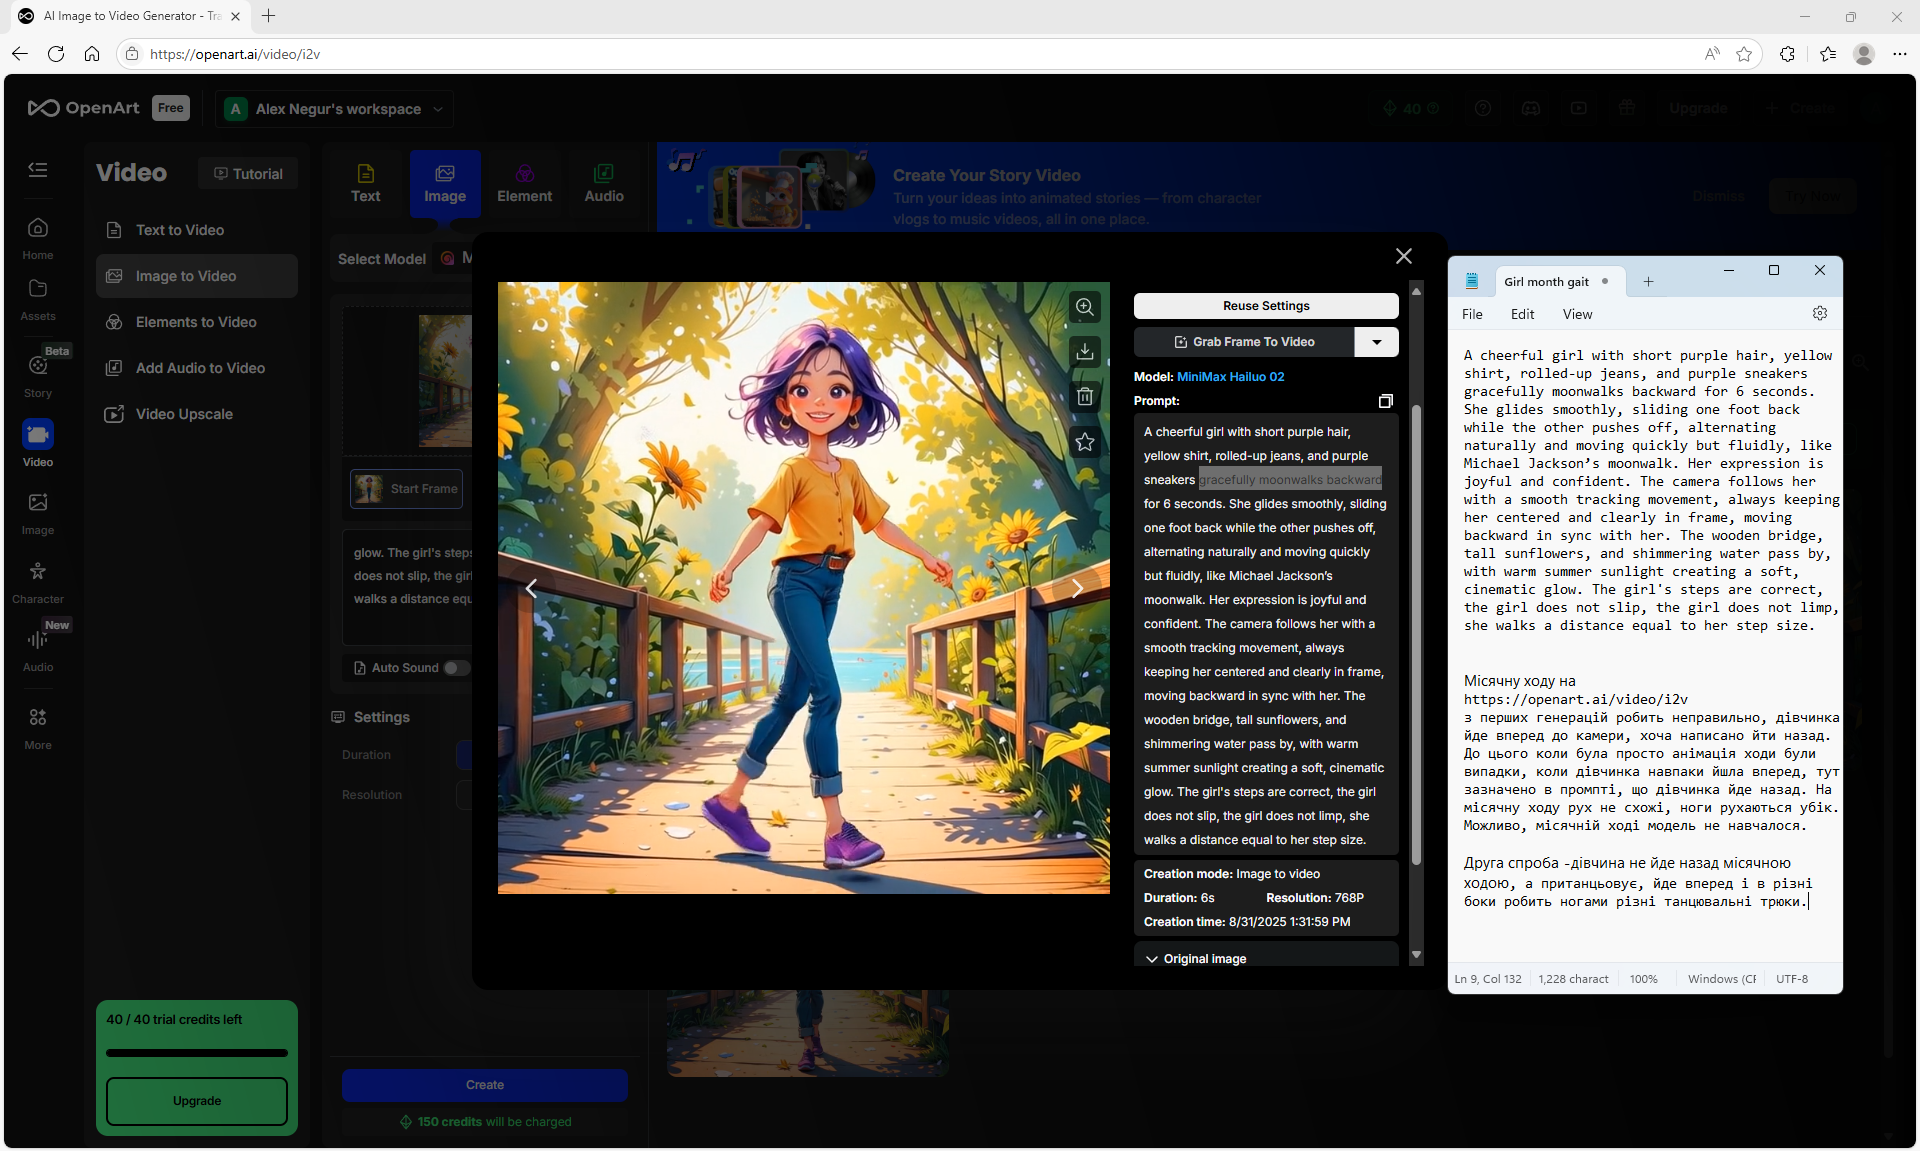 AI Image to Video Generator - Tra
https://openart.ai/video/i2v
OpenArt
Free
A
Alex Negur's workspace
40
Upgrade
Create
Home
Assets
Beta
Story
Video
Image
Character
New
Audio
More
Video
Tutorial
Text to Video
Image to Video
Elements to Video
Add Audio to Video
Video Upscale
40 / 40 trial credits left
Upgrade
Text
Image
Element
Audio
Select Model
M
Start Frame
glow. The girl's steps
does not slip, the girl
walks a distance equ
Auto Sound
Settings
Duration
Resolution
Create
150 credits will be charged
Create Your Story Video
Turn your ideas into animated stories — from character
vlogs to music videos, all in one place.
Dismiss
Try Now
Reuse Settings
Grab Frame To Video
Model: MiniMax Hailuo 02
Prompt:
A cheerful girl with short purple hair,
yellow shirt, rolled-up jeans, and purple
sneakers gracefully moonwalks backward
for 6 seconds. She glides smoothly, sliding
one foot back while the other pushes off,
alternating naturally and moving quickly
but fluidly, like Michael Jackson's
moonwalk. Her expression is joyful and
confident. The camera follows her with a
smooth tracking movement, always
keeping her centered and clearly in frame,
moving backward in sync with her. The
wooden bridge, tall sunflowers, and
shimmering water pass by, with warm
summer sunlight creating a soft, cinematic
glow. The girl's steps are correct, the girl
does not slip, the girl does not limp, she
walks a distance equal to her step size.
Creation mode: Image to video
Duration: 6s Resolution: 768P
Creation time: 8/31/2025 1:31:59 PM
Original image
Girl month gait
File Edit View
A cheerful girl with short purple hair, yellow
shirt, rolled-up jeans, and purple sneakers
gracefully moonwalks backward for 6 seconds.
She glides smoothly, sliding one foot back
while the other pushes off, alternating
naturally and moving quickly but fluidly, like
Michael Jackson’s moonwalk. Her expression is
joyful and confident. The camera follows her
with a smooth tracking movement, always keeping
her centered and clearly in frame, moving
backward in sync with her. The wooden bridge,
tall sunflowers, and shimmering water pass by,
with warm summer sunlight creating a soft,
cinematic glow. The girl's steps are correct,
the girl does not slip, the girl does not limp,
she walks a distance equal to her step size.
Місячну ходу на
https://openart.ai/video/i2v
з перших генерацій робить неправильно, дівчинка
йде вперед до камери, хоча написано йти назад.
До цього коли була просто анімація ходи були
випадки, коли дівчинка навпаки йшла вперед, тут
зазначено в промпті, що дівчинка йде назад. На
місячну ходу рух не схожі, ноги рухаються убік.
Можливо, місячній ході модель не навчалося.
Друга спроба -дівчина не йде назад місячною
ходою, а пританцьовує, йде вперед і в різні
боки робить ногами різні танцювальні трюки.
Ln 9, Col 132
1,228 charact
100%
Windows (CF
UTF-8